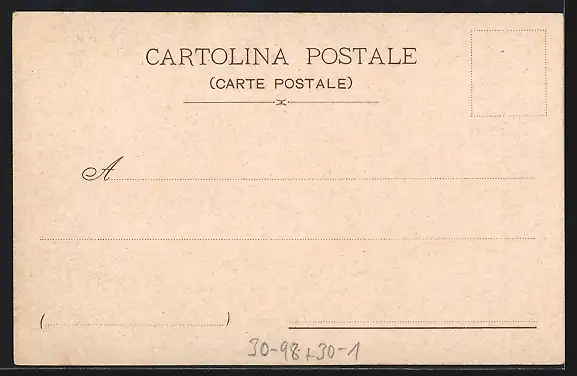 CARTOLINA POSTALE
(CARTE POSTALE)
A
( )
30-98+30-1